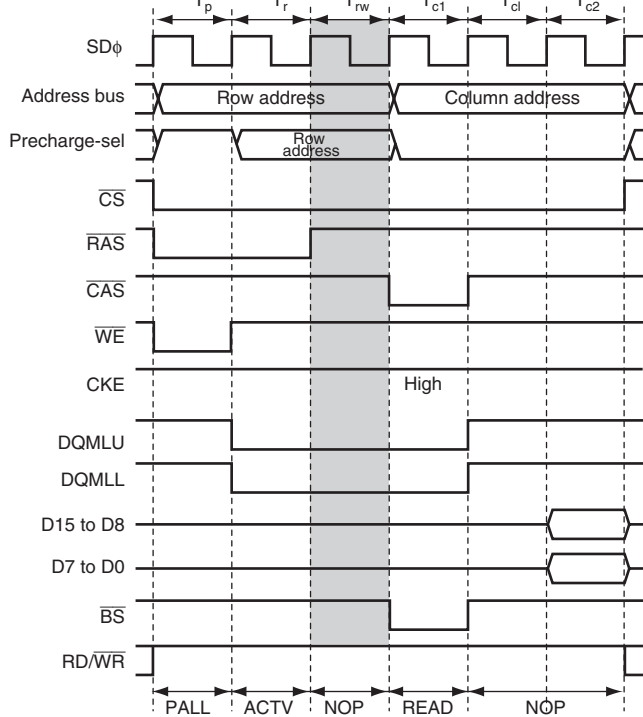 Tp Tr Trw Tc1 Tcl Tc2
SDϕ
Address bus Row address Column address
Precharge-sel Row address
CS
RAS
CAS
WE
CKE High
DQMLU
DQMLL
D15 to D8
D7 to D0
BS
RD/WR
PALL ACTV NOP READ NOP